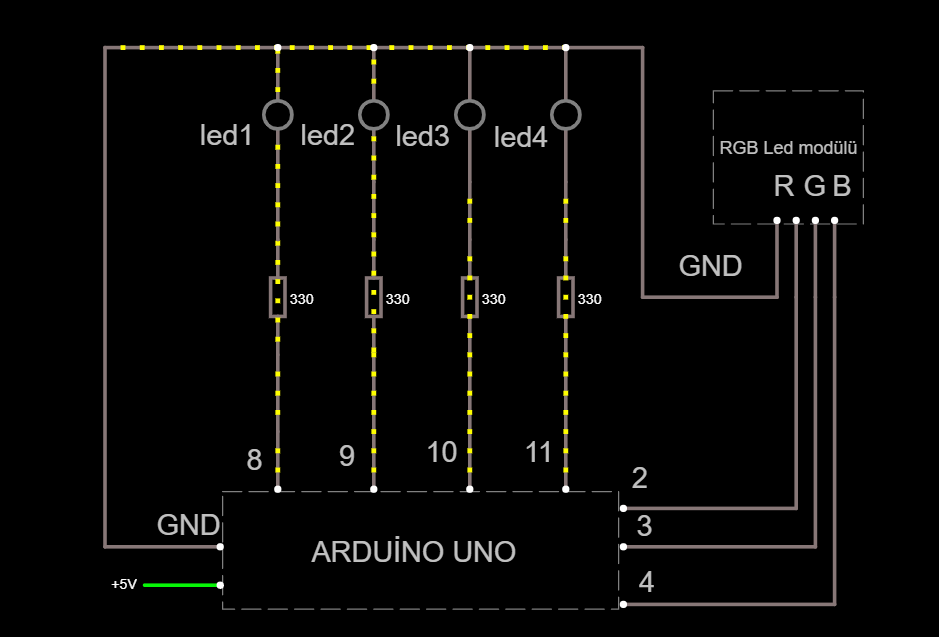 led1
led2
led3
led4
RGB Led modülü
R G B
GND
330
330
330
330
8
9
10
11
2
GND
3
ARDUİNO UNO
+5V
4